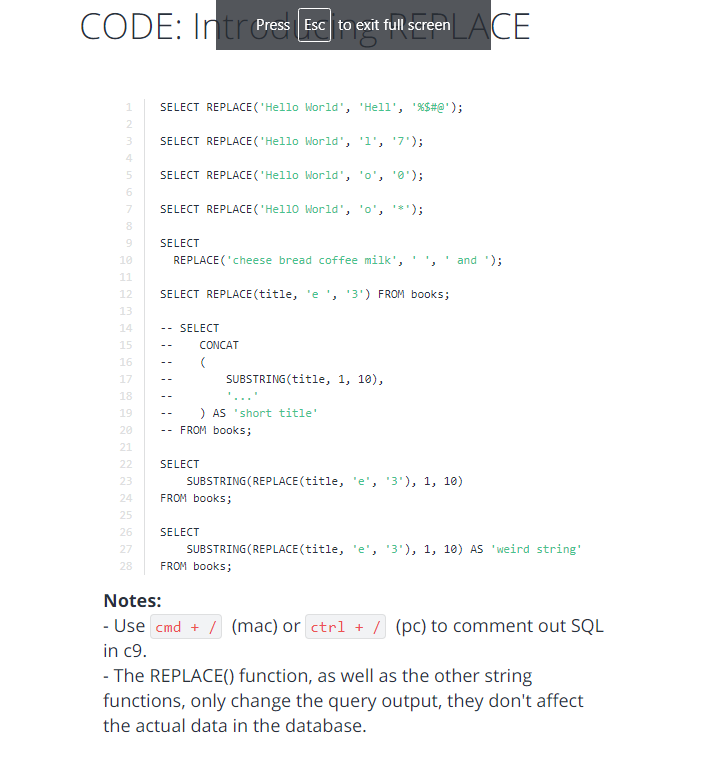 CODE: Introducing REPLACE
Press Esc to exit full screen
1 SELECT REPLACE('Hello World', 'Hell', '%$#@');
2
3 SELECT REPLACE('Hello World', 'l', '7');
4
5 SELECT REPLACE('Hello World', 'o', '0');
6
7 SELECT REPLACE('HellO World', 'o', '*');
8
9 SELECT
10   REPLACE('cheese bread coffee milk', ' ', ' and ');
11
12 SELECT REPLACE(title, 'e ', '3') FROM books;
13
14 -- SELECT
15 --    CONCAT
16 --    (
17 --        SUBSTRING(title, 1, 10),
18 --        '...'
19 --    ) AS 'short title'
20 -- FROM books;
21
22 SELECT
23     SUBSTRING(REPLACE(title, 'e', '3'), 1, 10)
24 FROM books;
25
26 SELECT
27     SUBSTRING(REPLACE(title, 'e', '3'), 1, 10) AS 'weird string'
28 FROM books;
Notes:
- Use cmd + / (mac) or ctrl + / (pc) to comment out SQL
in c9.
- The REPLACE() function, as well as the other string
functions, only change the query output, they don't affect
the actual data in the database.